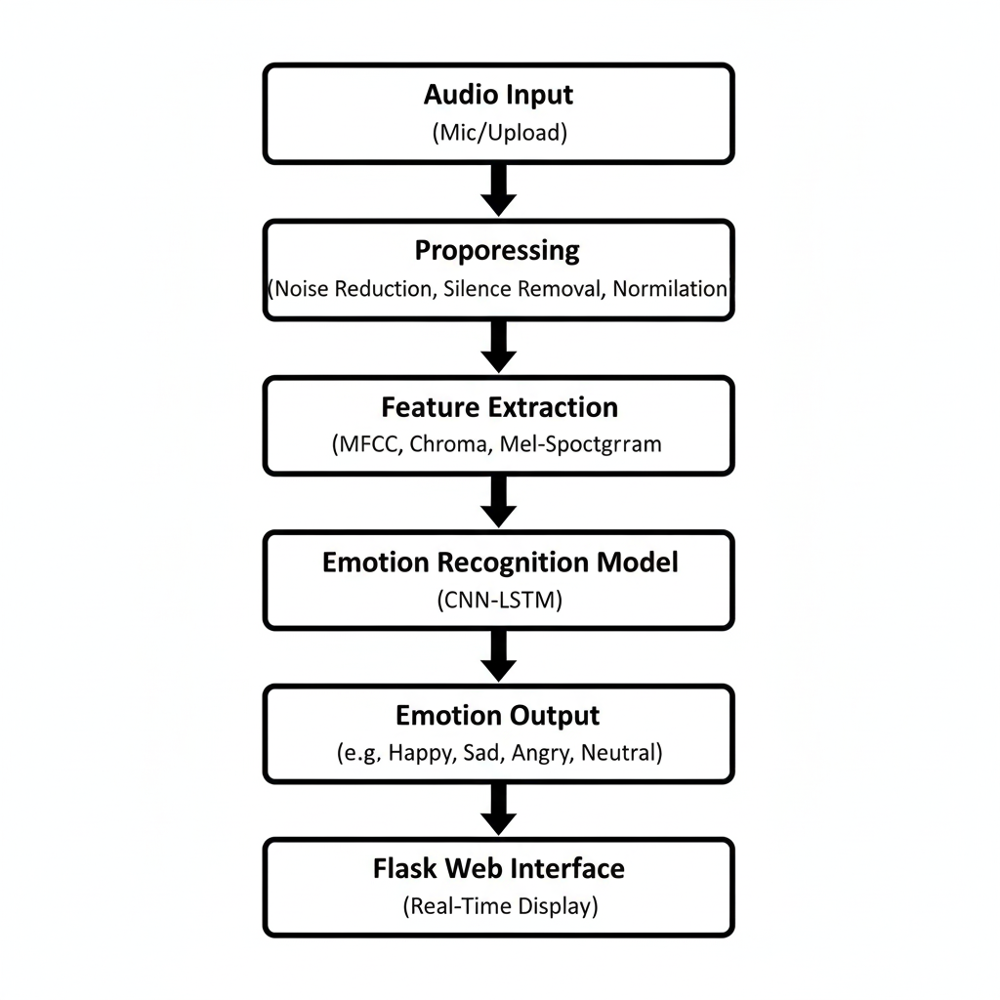 Audio Input
(Mic/Upload)
Proporessing
(Noise Reduction, Silence Removal, Normilation)
Feature Extraction
(MFCC, Chroma, Mel-Spoctgrram
Emotion Recognition Model
(CNN-LSTM)
Emotion Output
(e.g, Happy, Sad, Angry, Neutral)
Flask Web Interface
(Real-Time Display)